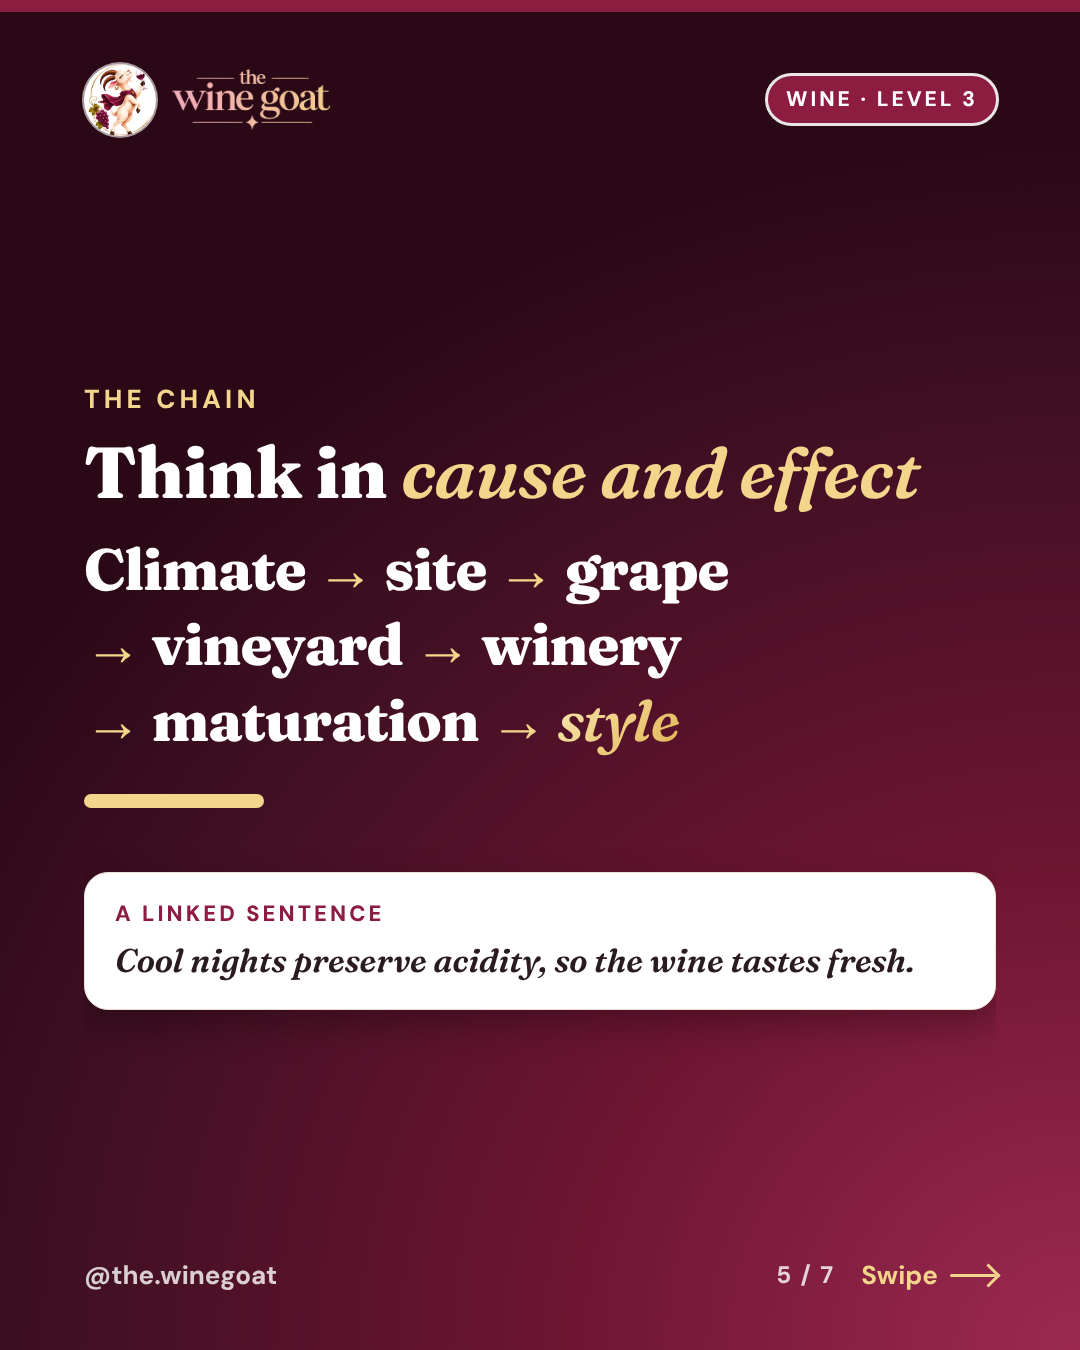 the
wine goat
WINE · LEVEL 3
THE CHAIN
Think in cause and effect
Climate → site → grape
→ vineyard → winery
→ maturation → style
A LINKED SENTENCE
Cool nights preserve acidity, so the wine tastes fresh.
@the.winegoat
5 / 7 Swipe →